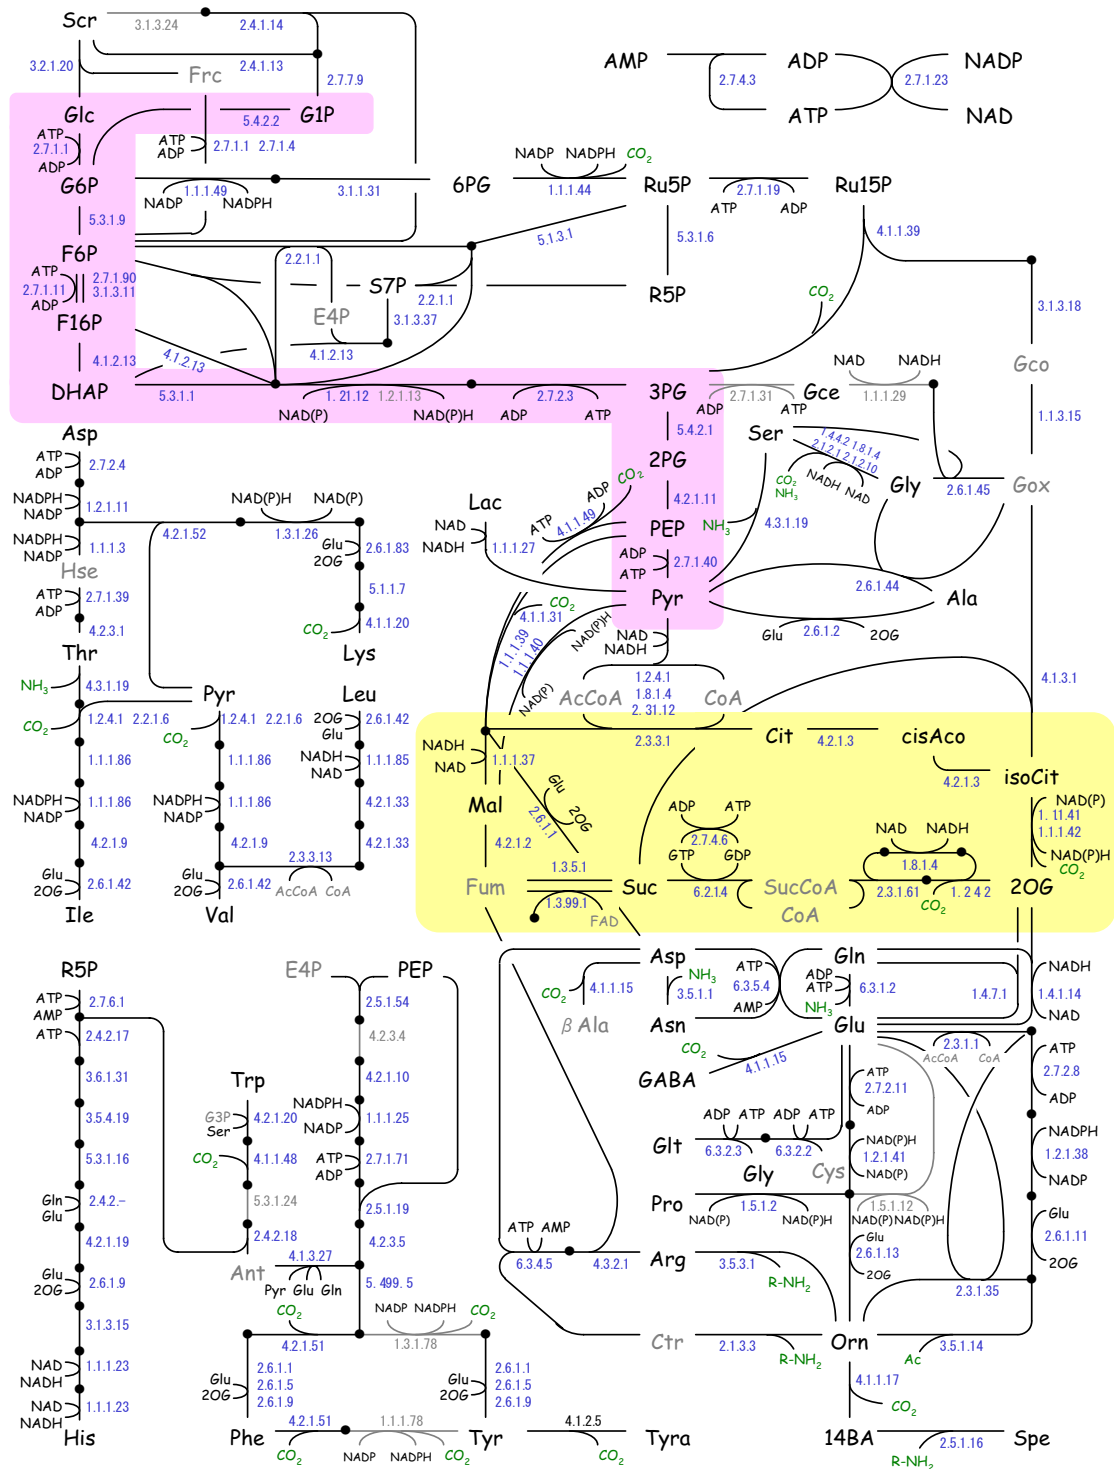 Scr
3.1.3.24
2.4.1.14
3.2.1.20
2.4.1.13
Frc
2.7.7.9
AMP
ADP
NADP
2.7.4.3
2.7.1.23
ATP
NAD
Glc
G1P
5.4.2.2
ATP
2.7.1.1
ADP
ATP
ADP
2.7.1.1 2.7.1.4
G6P
1.1.1.49
3.1.1.31
NADP
NADPH
6PG
NADP
NADPH
CO2
1.1.1.44
Ru5P
2.7.1.19
ATP
ADP
Ru15P
5.3.1.9
5.1.3.1
5.3.1.6
4.1.1.39
F6P
2.2.1.1
ATP
2.7.1.11
ADP
2.7.1.90
3.1.3.11
S7P
2.2.1.1
R5P
CO2
3.1.3.18
F16P
E4P
3.1.3.37
4.1.2.13
4.1.2.13
4.1.2.13
Gco
DHAP
5.3.1.1
1. 21.12
1.2.1.13
NAD(P)
NAD(P)H
2.7.2.3
ADP
ATP
3PG
ADP
2.7.1.31
ATP
Gce
NAD
NADH
1.1.1.29
1.1.3.15
Asp
5.4.2.1
Ser
1.4.4.2 1.8.1.4
2.1.2.1 2.1.2.10
ATP
ADP
2.7.2.4
2PG
CO2
NH3
NADH
NAD
Gly
2.6.1.45
Gox
NADPH
NADP
1.2.1.11
NAD(P)H
NAD(P)
Lac
ATP
4.1.1.49
ADP
CO2
4.2.1.11
4.2.1.52
1.3.1.26
NAD
NADH
1.1.1.27
PEP
NH3
4.3.1.19
NADPH
NADP
1.1.1.3
Glu
2OG
2.6.1.83
ADP
ATP
2.7.1.40
Hse
2.6.1.44
ATP
ADP
2.7.1.39
5.1.1.7
Pyr
Ala
CO2
4.1.1.31
4.2.3.1
CO2
4.1.1.20
1.1.1.39
1.1.1.40
NAD(P)H
NAD
NADH
Glu
2.6.1.2
2OG
Thr
Lys
NAD(P)
1.2.4.1
1.8.1.4
2. 31.12
AcCoA
CoA
4.1.3.1
NH3
4.3.1.19
Pyr
Leu
CO2
1.2.4.1 2.2.1.6
CO2
1.2.4.1 2.2.1.6
2OG
Glu
2.6.1.42
2.3.3.1
Cit
4.2.1.3
cisAco
1.1.1.86
1.1.1.86
NADH
NAD
1.1.1.85
NADH
NAD
1.1.1.37
4.2.1.3
isoCit
NADPH
NADP
1.1.1.86
NADPH
NADP
1.1.1.86
4.2.1.33
Mal
Glu
2OG
2.6.1.1
ADP
ATP
2.7.4.6
NAD(P)
1. 11.41
1.1.1.42
NAD(P)H
CO2
4.2.1.9
4.2.1.9
4.2.1.33
4.2.1.2
GTP
GDP
NAD
NADH
1.8.1.4
2.3.3.13
1.3.5.1
Glu
2OG
2.6.1.42
Glu
2OG
2.6.1.42
AcCoA
CoA
Fum
1.3.99.1
FAD
Suc
6.2.1.4
SucCoA
CoA
2.3.1.61
CO2
1. 2 4 2
2OG
Ile
Val
R5P
E4P
PEP
Asp
Gln
ATP
AMP
2.7.6.1
2.5.1.54
CO2
4.1.1.15
3.5.1.1
NH3
ATP
6.3.5.4
AMP
ADP
ATP
NH3
6.3.1.2
1.4.7.1
NADH
1.4.1.14
NAD
ATP
2.4.2.17
4.2.3.4
β Ala
Asn
Glu
3.6.1.31
4.2.1.10
CO2
4.1.1.15
GABA
2.3.1.1
AcCoA
CoA
ATP
2.7.2.8
ADP
Trp
ATP
2.7.2.11
ADP
3.5.4.19
G3P
Ser
4.2.1.20
NADPH
NADP
1.1.1.25
ADP
ATP
ADP
ATP
NADPH
1.2.1.38
NADP
5.3.1.16
CO2
4.1.1.48
ATP
ADP
2.7.1.71
Glt
6.3.2.3
6.3.2.2
NAD(P)H
1.2.1.41
NAD(P)
Gly
Cys
Gln
Glu
2.4.2.–
5.3.1.24
2.5.1.19
Pro
1.5.1.2
NAD(P)
NAD(P)H
1.5.1.12
NAD(P)
NAD(P)H
Glu
2.6.1.11
2OG
4.2.1.19
2.4.2.18
4.2.3.5
ATP
AMP
Glu
2.6.1.13
2OG
4.1.3.27
6.3.4.5
4.3.2.1
Arg
3.5.3.1
R-NH2
Glu
2OG
2.6.1.9
Ant
Pyr
Glu
Gln
5. 499. 5
2.3.1.35
3.1.3.15
CO2
NADP
NADPH
CO2
4.2.1.51
1.3.1.78
Ctr
2.1.3.3
R-NH2
Orn
Ac
3.5.1.14
NAD
NADH
1.1.1.23
Glu
2OG
2.6.1.1
2.6.1.5
2.6.1.9
Glu
2OG
2.6.1.1
2.6.1.5
2.6.1.9
4.1.1.17
CO2
NAD
NADH
1.1.1.23
His
Phe
4.2.1.51
CO2
1.1.1.78
NADP
NADPH
CO2
Tyr
4.1.2.5
CO2
Tyra
14BA
R-NH2
2.5.1.16
Spe